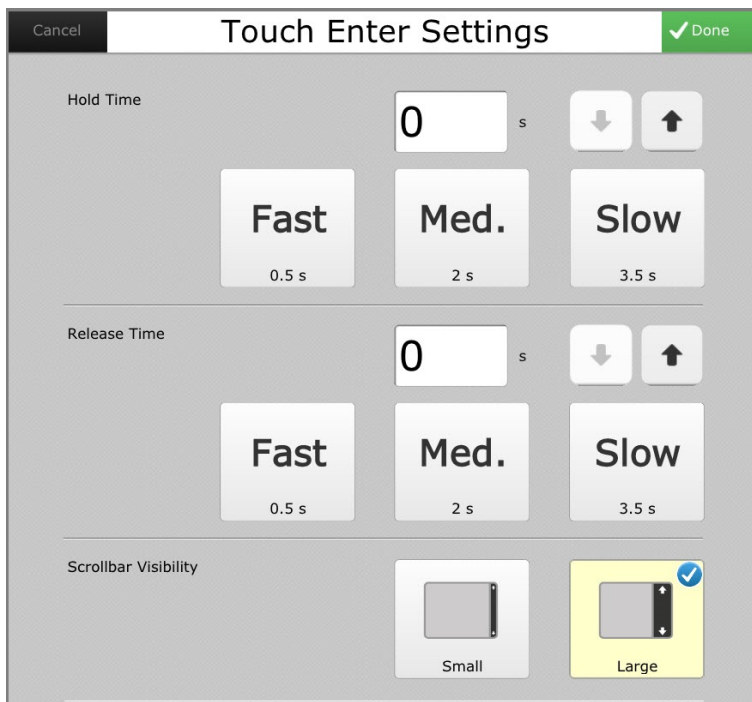 Cancel Touch Enter Settings Done
Hold Time 0 s
Fast Med. Slow
0.5 s 2 s 3.5 s
Release Time 0 s
Fast Med. Slow
0.5 s 2 s 3.5 s
Scrollbar Visibility
Small Large